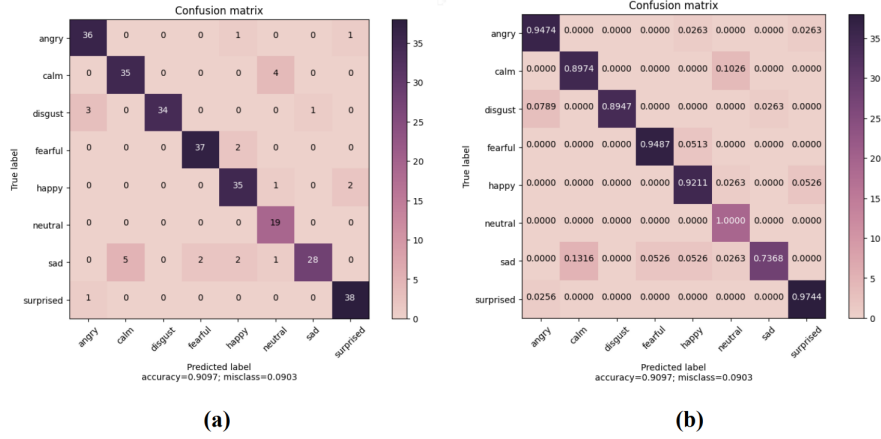 Confusion matrix
angry 36 0 0 0 1 0 0 1
calm 0 35 0 0 0 4 0 0
disgust 3 0 34 0 0 0 1 0
fearful 0 0 0 37 2 0 0 0
happy 0 0 0 0 35 1 0 2
neutral 0 0 0 0 0 19 0 0
sad 0 5 0 2 2 1 28 0
surprised 1 0 0 0 0 0 0 38
True label
angry calm disgust fearful happy neutral sad surprised
Predicted label
accuracy=0.9097; misclass=0.0903
35
30
25
20
15
10
5
0
(a)
Confusion matrix
angry 0.9474 0.0000 0.0000 0.0000 0.0263 0.0000 0.0000 0.0263
calm 0.0000 0.8974 0.0000 0.0000 0.0000 0.1026 0.0000 0.0000
disgust 0.0789 0.0000 0.8947 0.0000 0.0000 0.0000 0.0263 0.0000
fearful 0.0000 0.0000 0.0000 0.9487 0.0513 0.0000 0.0000 0.0000
happy 0.0000 0.0000 0.0000 0.0000 0.9211 0.0263 0.0000 0.0526
neutral 0.0000 0.0000 0.0000 0.0000 0.0000 1.0000 0.0000 0.0000
sad 0.0000 0.1316 0.0000 0.0526 0.0526 0.0263 0.7368 0.0000
surprised 0.0256 0.0000 0.0000 0.0000 0.0000 0.0000 0.0000 0.9744
True label
angry calm disgust fearful happy neutral sad surprised
Predicted label
accuracy=0.9097; misclass=0.0903
35
30
25
20
15
10
5
0
(b)